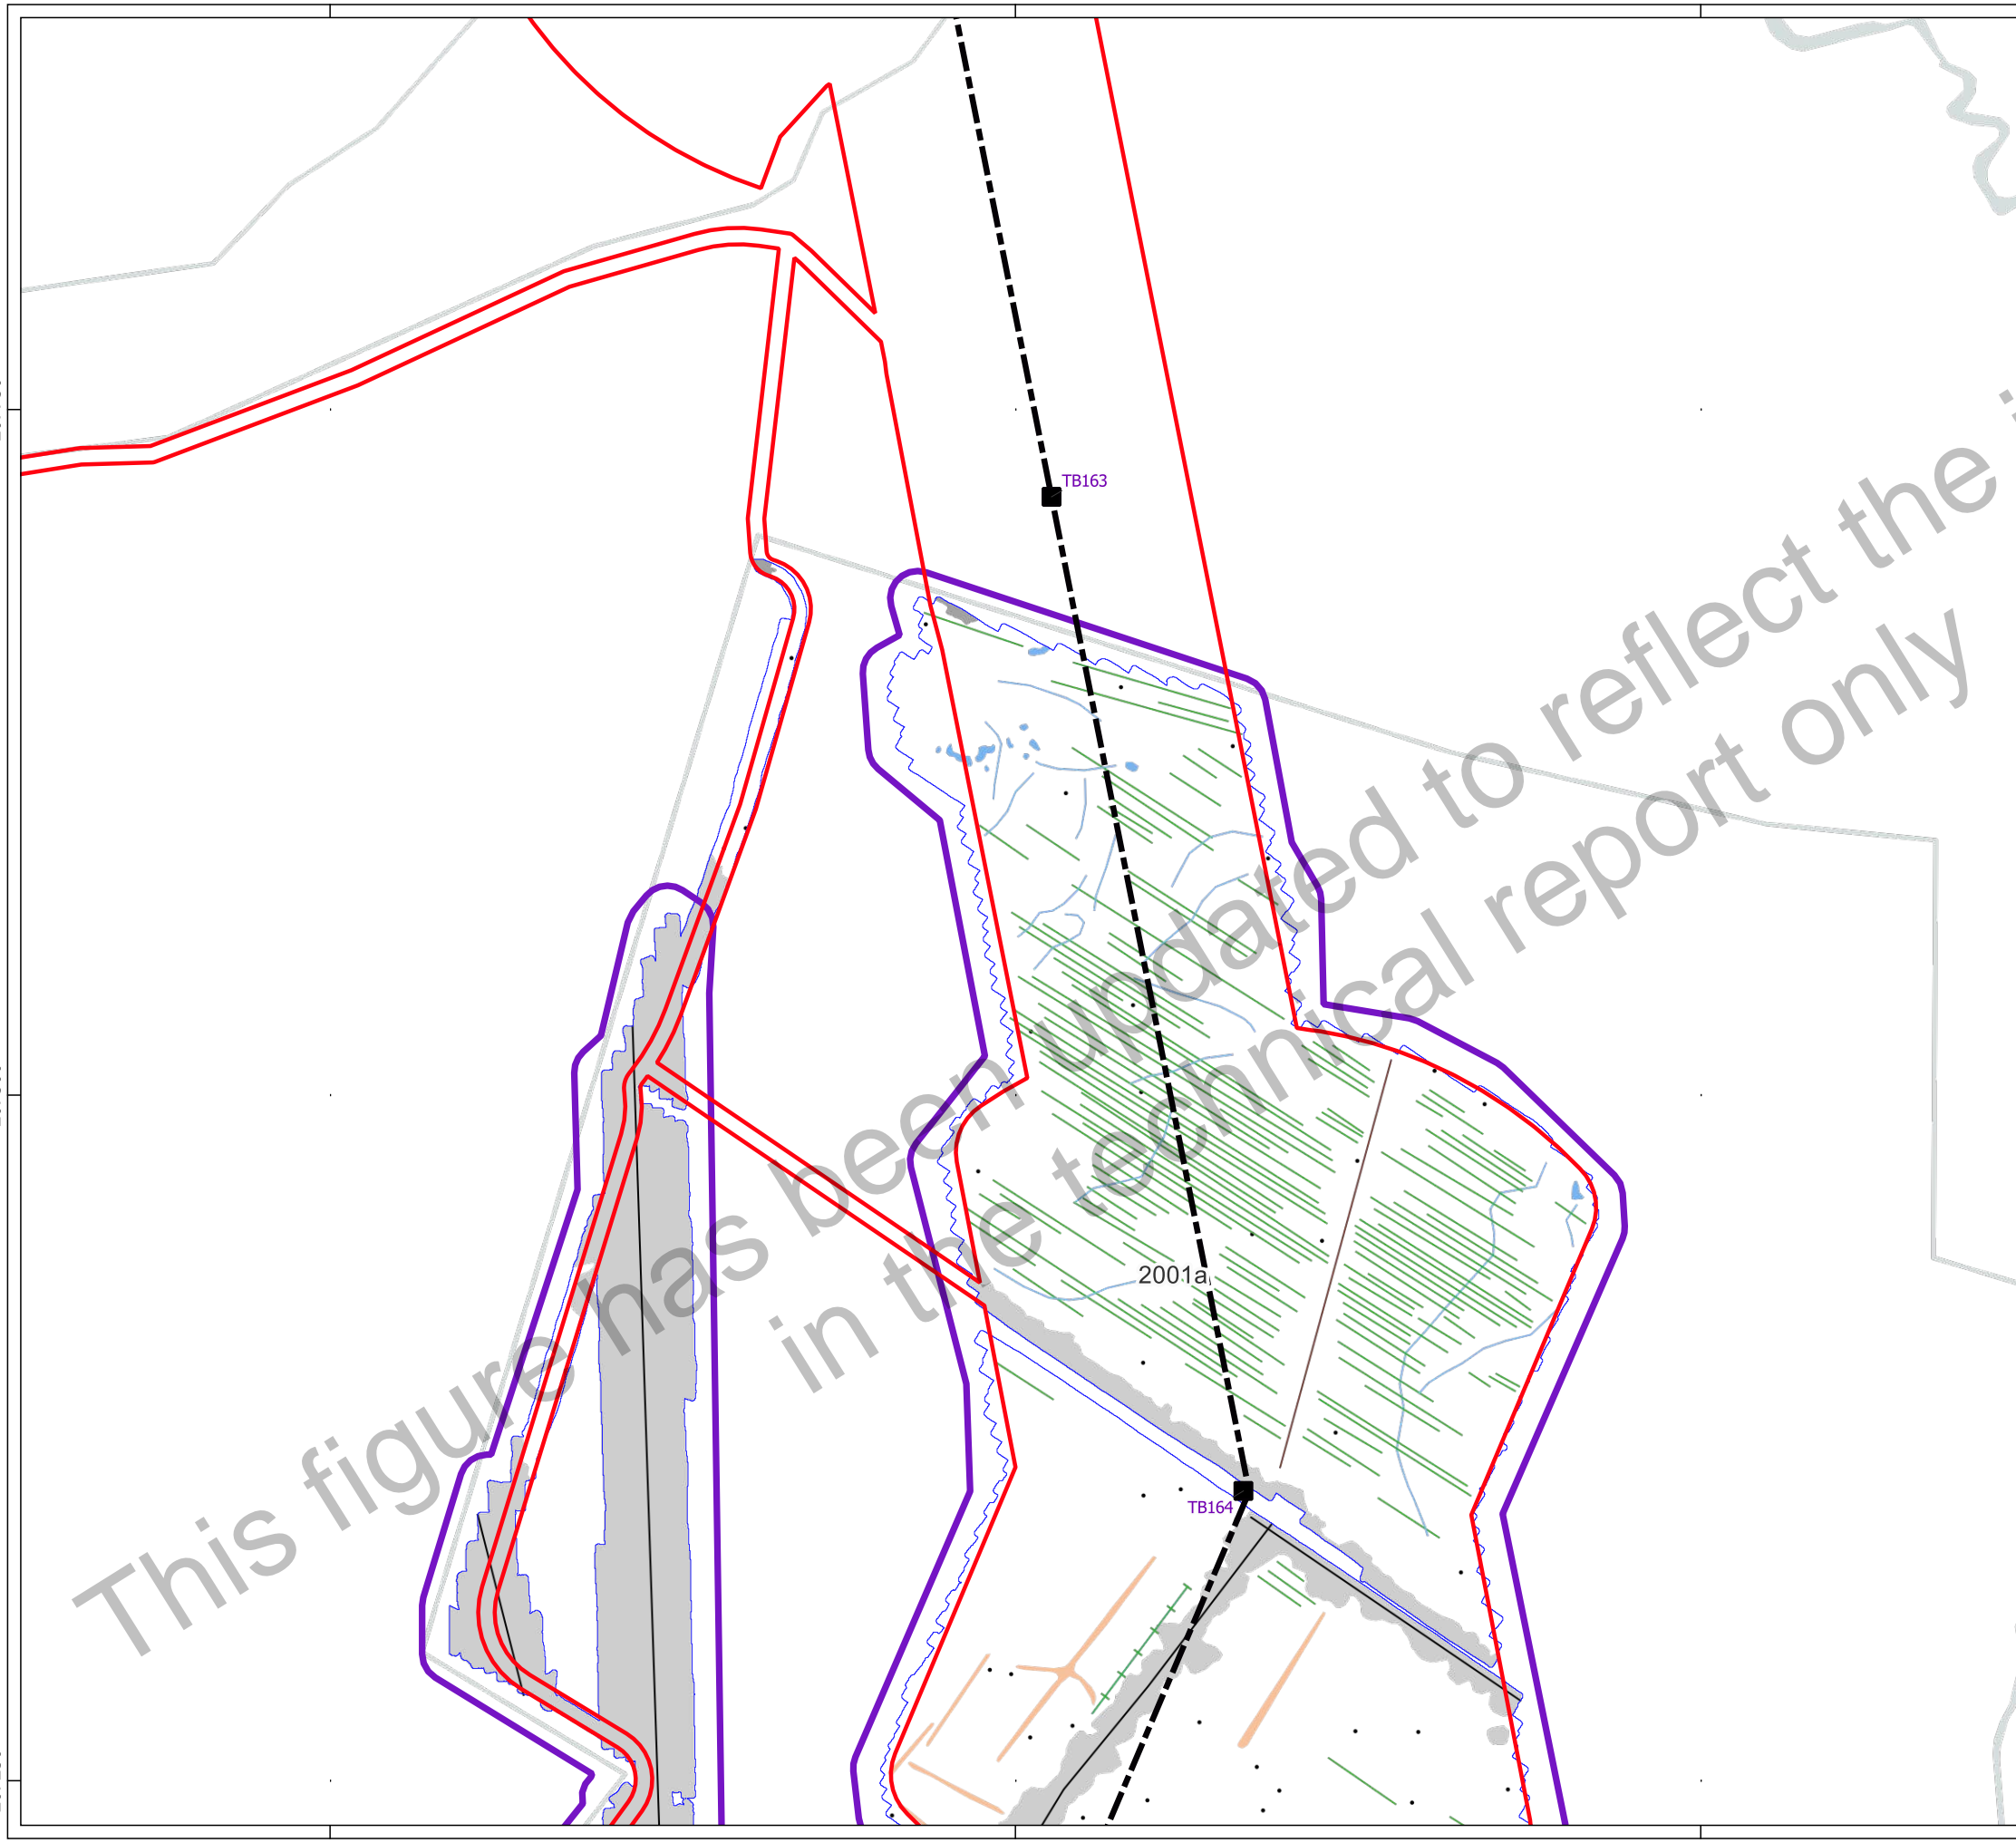 TB163
This figure has been updated to reflect the i
in the technical report only
2001a
TB164